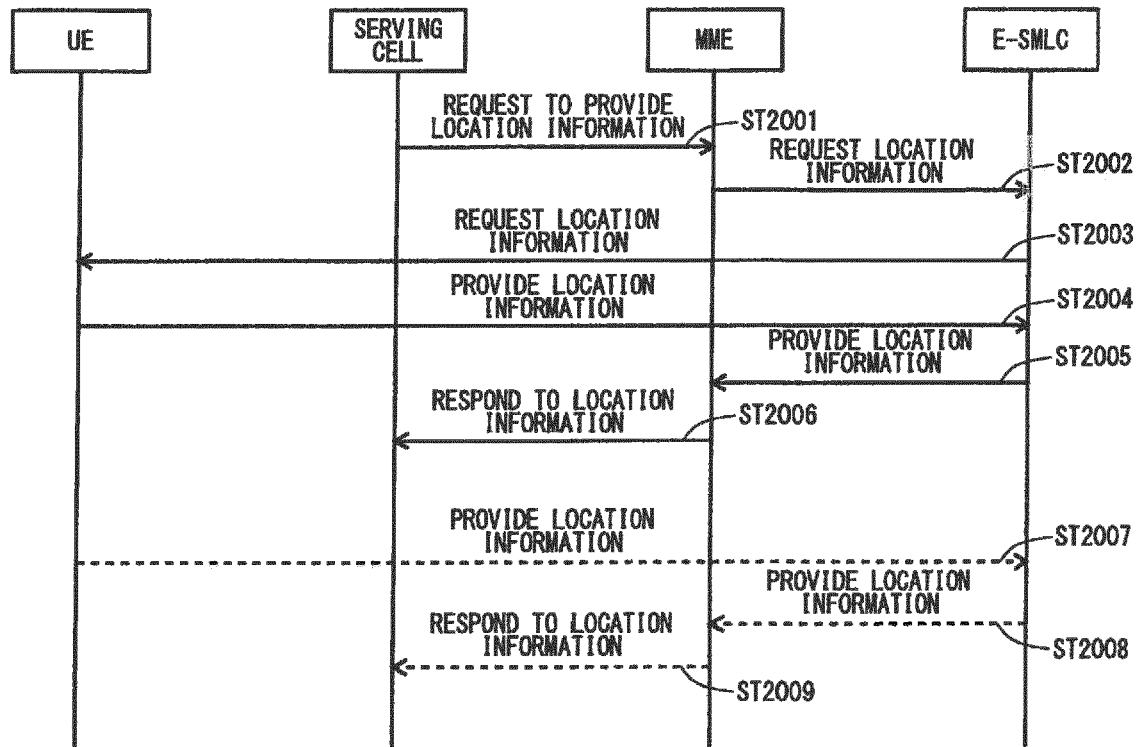 UE
SERVING
CELL
MME
E-SMLC
REQUEST TO PROVIDE
LOCATION INFORMATION
ST2001
REQUEST LOCATION
INFORMATION
ST2002
REQUEST LOCATION
INFORMATION
ST2003
PROVIDE LOCATION
INFORMATION
ST2004
PROVIDE LOCATION
INFORMATION
ST2005
RESPOND TO LOCATION
INFORMATION
ST2006
PROVIDE LOCATION
INFORMATION
ST2007
PROVIDE LOCATION
INFORMATION
ST2008
RESPOND TO LOCATION
INFORMATION
ST2009